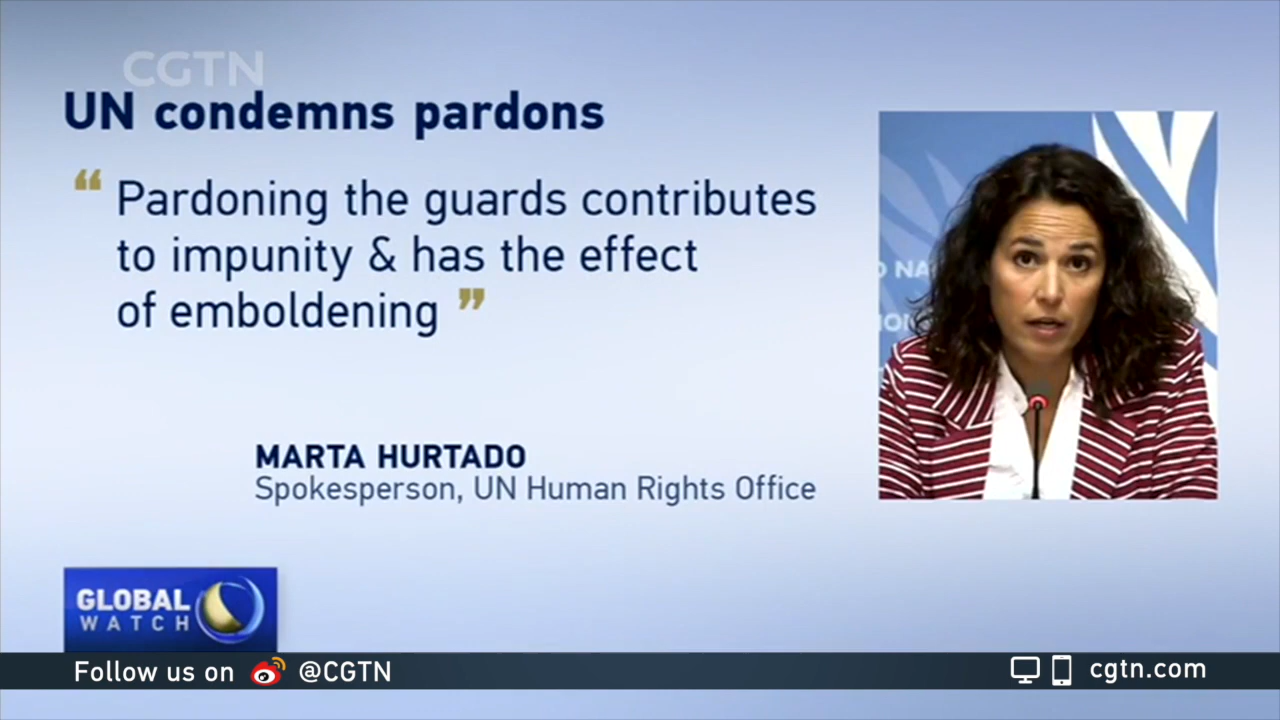 CGTN
UN condemns pardons
“ Pardoning the guards contributes
to impunity & has the effect
of emboldening ”
MARTA HURTADO
Spokesperson, UN Human Rights Office
GLOBAL
WATCH
Follow us on @CGTN
cgtn.com